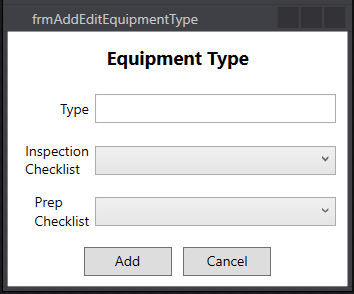 frmAddEditEquipmentType
Equipment Type
Type
Inspection
Checklist
Prep
Checklist
Add
Cancel